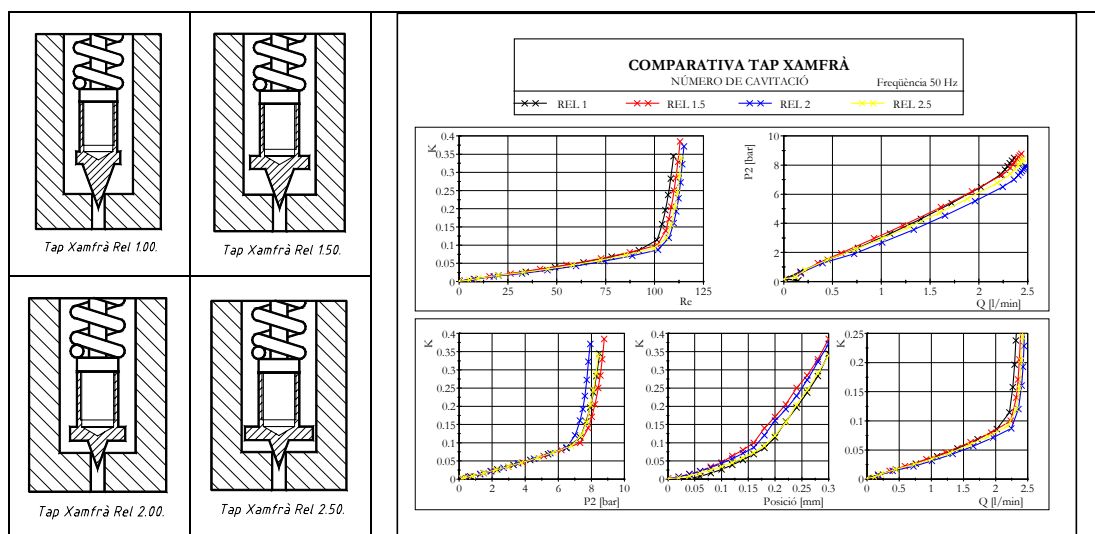 Tap Xamfrà Rel 1.00.
Tap Xamfrà Rel 1.50.
Tap Xamfrà Rel 2.00.
Tap Xamfrà Rel 2.50.
COMPARATIVA TAP XAMFRÀ
NÚMERO DE CAVITACIÓ
Freqüència 50 Hz
REL 1 REL 1.5 REL 2 REL 2.5
K
0.4
0.35
0.3
0.25
0.2
0.15
0.1
0.05
0
0 25 50 75 100 125
Re
P2 [bar]
10
8
6
4
2
0
0 0.5 1 1.5 2 2.5
Q [l/min]
K
0.4
0.35
0.3
0.25
0.2
0.15
0.1
0.05
0
0 2 4 6 8 10
P2 [bar]
K
0.4
0.35
0.3
0.25
0.2
0.15
0.1
0.05
0
0 0.05 0.1 0.15 0.2 0.25 0.3
Posició [mm]
K
0.25
0.2
0.15
0.1
0.05
0
0 0.5 1 1.5 2 2.5
Q [l/min]